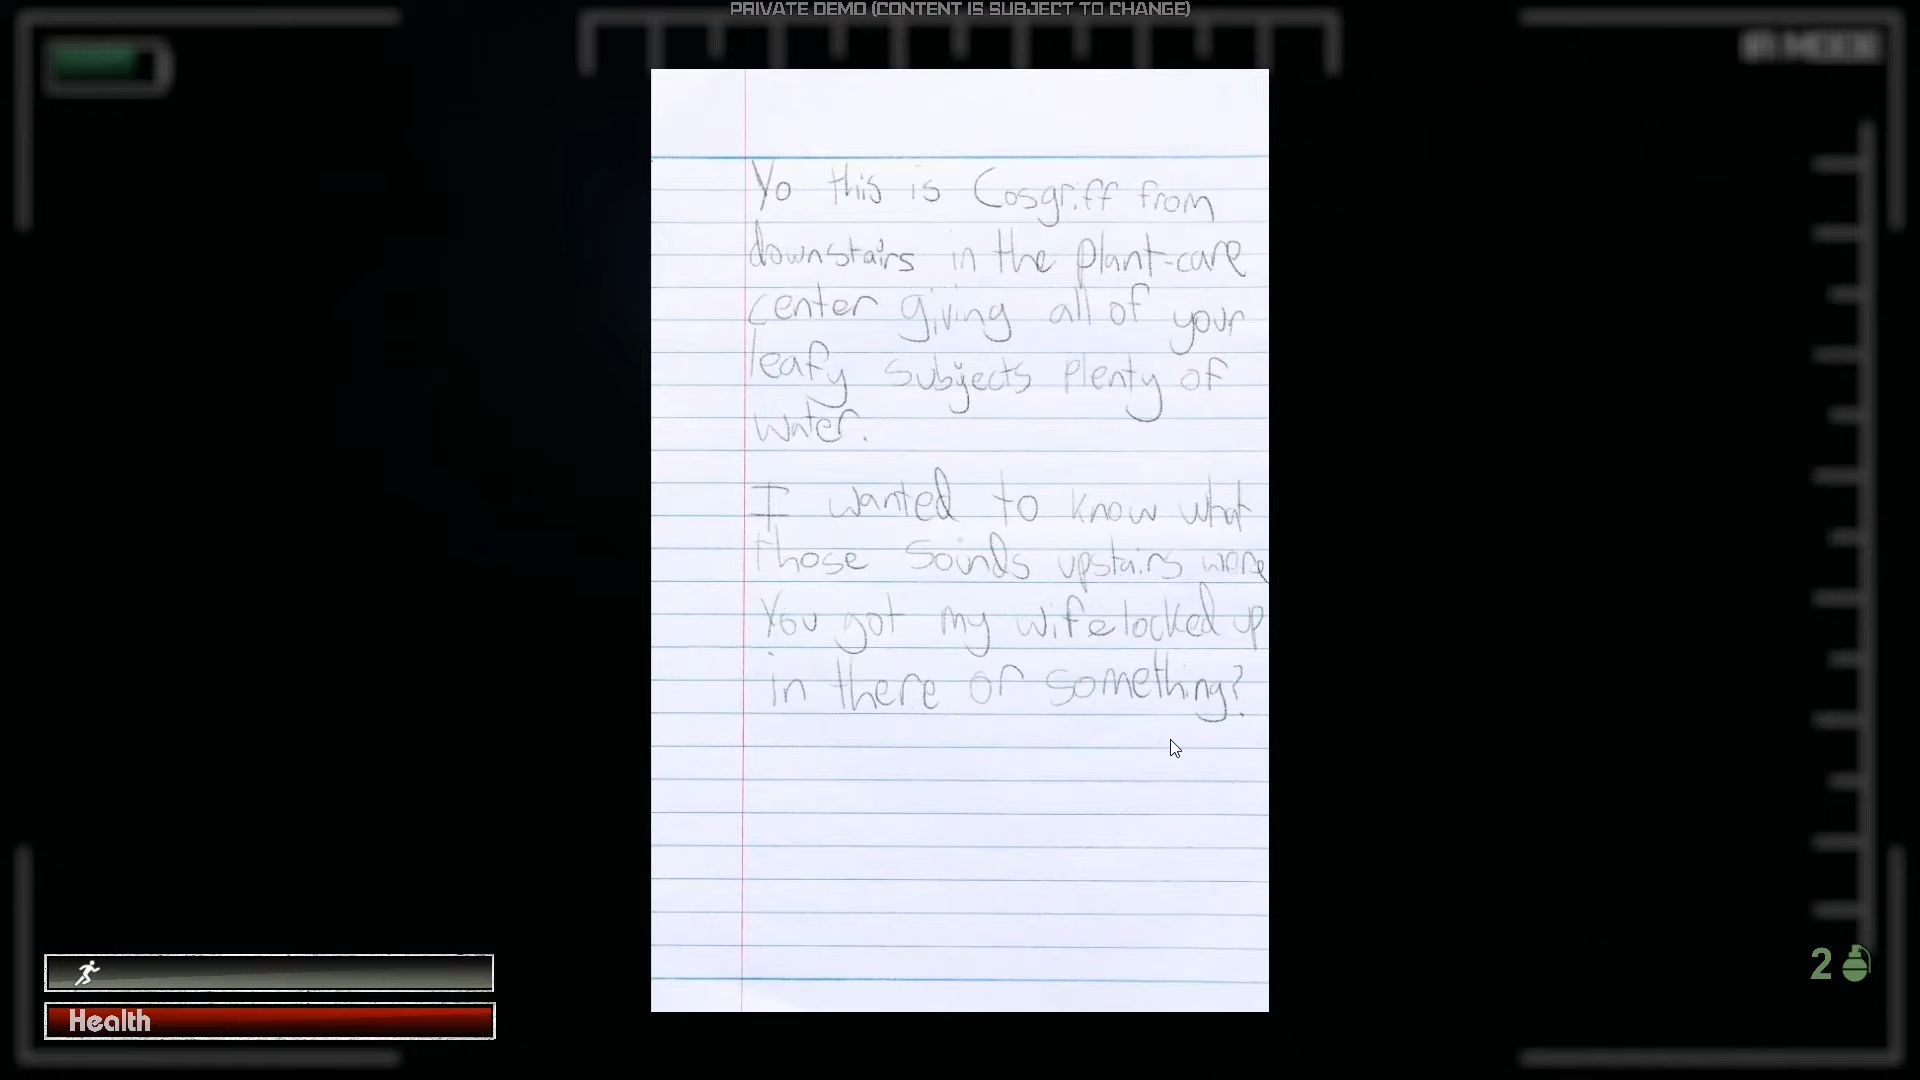 PRIVATE DEMO (CONTENT IS SUBJECT TO CHANGE)
Yo this is Cosgriff from
downstairs in the plant-care
center giving all of your
leafy subjects plenty of
water.
I wanted to know what
those sounds upstairs were
You got my wife locked up
in there or something?
2
Health